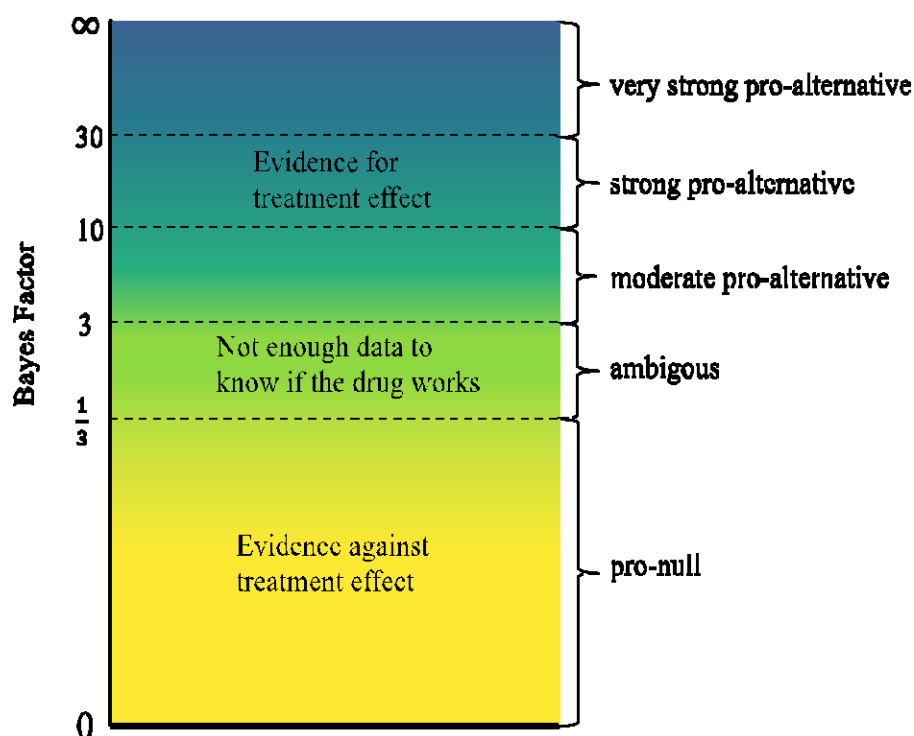 ∞
very strong pro-alternative
30
Evidence for
treatment effect
strong pro-alternative
10
moderate pro-alternative
3
Not enough data to
know if the drug works
ambigous
1
3
Evidence against
treatment effect
pro-null
0
Bayes Factor